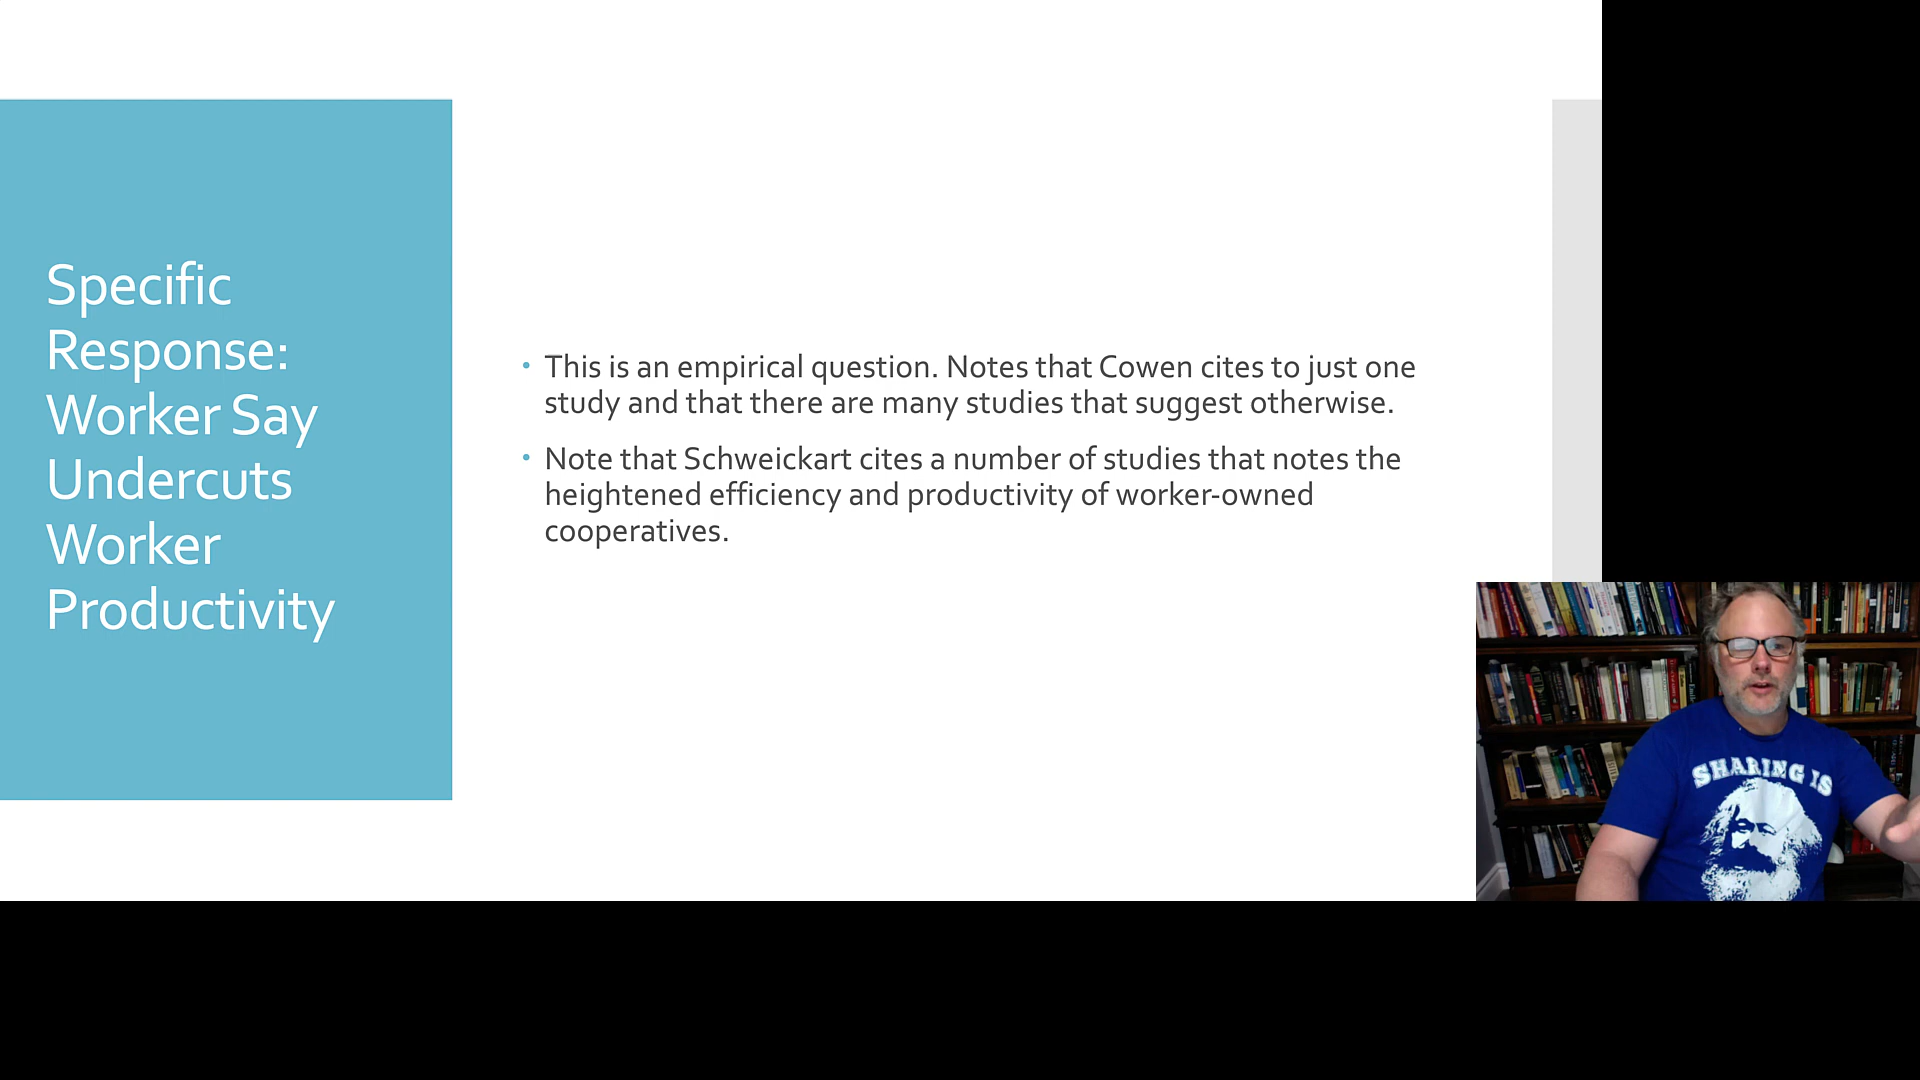 Specific
Response:
Worker Say
Undercuts
Worker
Productivity
• This is an empirical question. Notes that Cowen cites to just one
study and that there are many studies that suggest otherwise.
• Note that Schweickart cites a number of studies that notes the
heightened efficiency and productivity of worker-owned
cooperatives.
SHARING IS